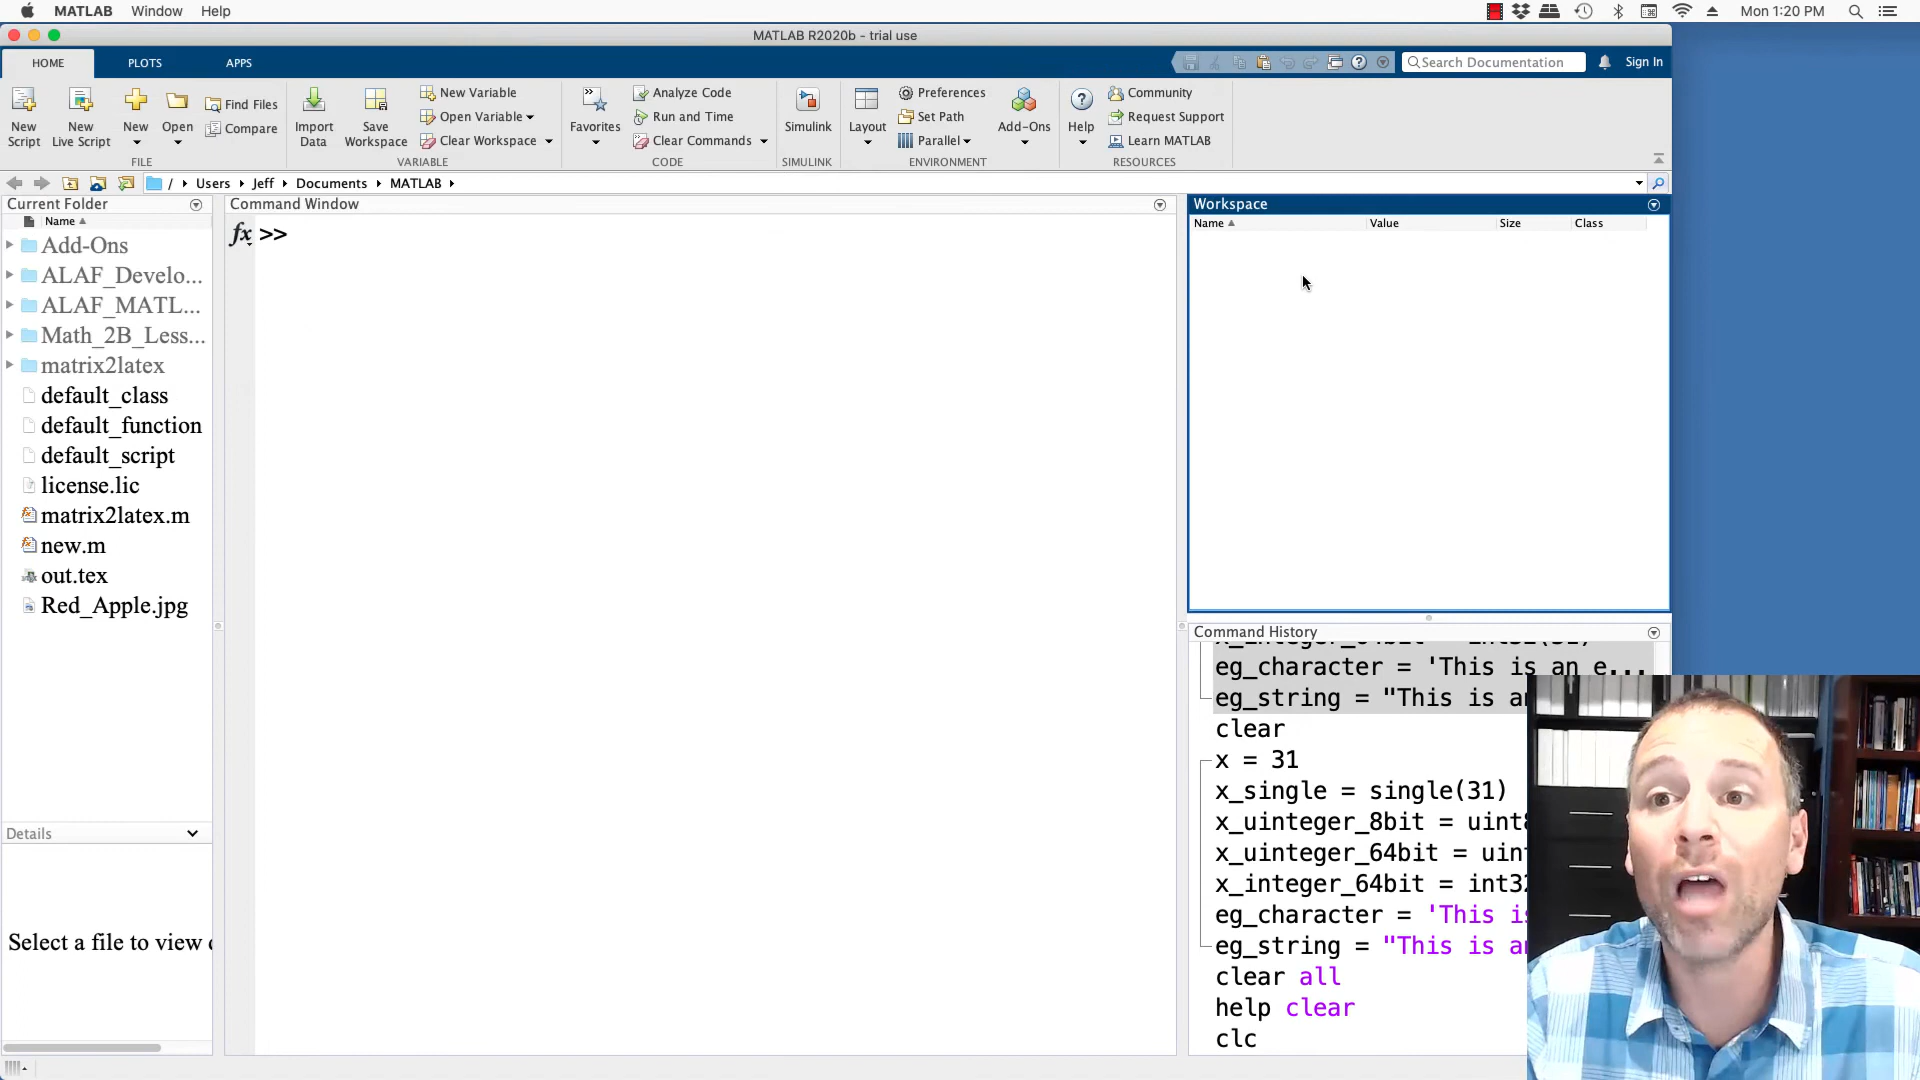 MATLAB Window Help
Mon 1:20 PM
MATLAB R2020b - trial use
HOME PLOTS APPS
Search Documentation
Sign In
New Script
New Live Script
New
Open
Find Files
Compare
FILE
Import Data
Save Workspace
New Variable
Open Variable
Clear Workspace
VARIABLE
Favorites
Analyze Code
Run and Time
Clear Commands
CODE
Simulink
SIMULINK
Layout
Preferences
Set Path
Parallel
Add-Ons
ENVIRONMENT
Help
Community
Request Support
Learn MATLAB
RESOURCES
/ Users Jeff Documents MATLAB
Current Folder
Name
Add-Ons
ALAF_Develo...
ALAF_MATL...
Math_2B_Less...
matrix2latex
default_class
default_function
default_script
license.lic
matrix2latex.m
new.m
out.tex
Red_Apple.jpg
Details
Select a file to view
Command Window
fx >>
Workspace
Name Value Size Class
Command History
eg_character = 'This is an e...
eg_string = "This is
clear
x = 31
x_single = single(31)
x_uinteger_8bit =
x_uinteger_64bit =
x_integer_64bit =
eg_character = 'This
eg_string = "This is
clear all
help clear
clc